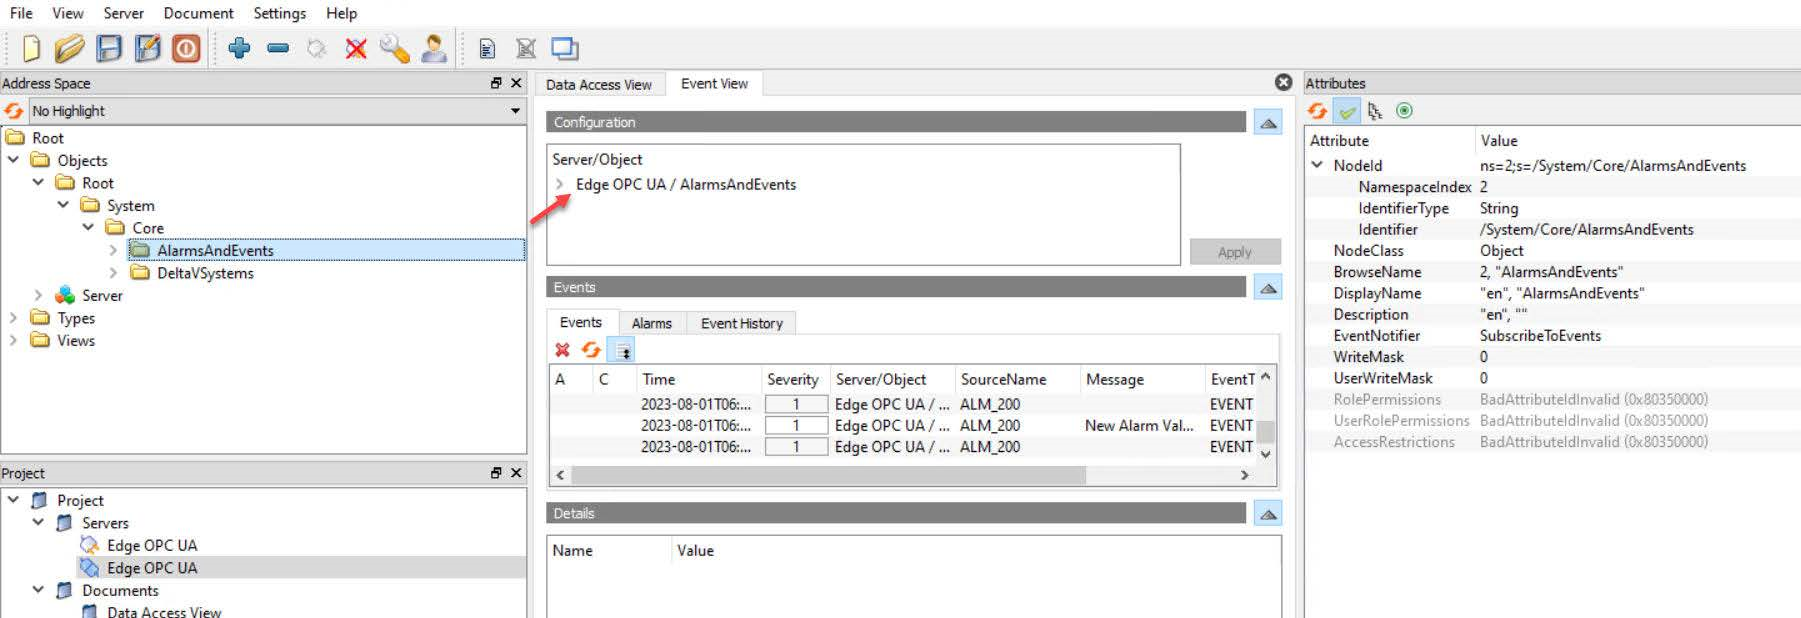 File View Server Document Settings Help
Address Space
No Highlight
Root
Objects
Root
System
Core
AlarmsAndEvents
DeltaVSystems
Server
Types
Views
Project
Project
Servers
Edge OPC UA
Edge OPC UA
Documents
Data Access View
Data Access View Event View
Configuration
Server/Object
Edge OPC UA / AlarmsAndEvents
Apply
Events
Events Alarms Event History
A C Time Severity Server/Object SourceName Message EventT
2023-08-01T06:... 1 Edge OPC UA / ... ALM_200 EVENT
2023-08-01T06:... 1 Edge OPC UA / ... ALM_200 New Alarm Val... EVENT
2023-08-01T06:... 1 Edge OPC UA / ... ALM_200 EVENT
Details
Name Value
Attributes
Attribute Value
NodeId ns=2;s=/System/Core/AlarmsAndEvents
NamespaceIndex 2
IdentifierType String
Identifier /System/Core/AlarmsAndEvents
NodeClass Object
BrowseName 2, "AlarmsAndEvents"
DisplayName "en", "AlarmsAndEvents"
Description "en", ""
EventNotifier SubscribeToEvents
WriteMask 0
UserWriteMask 0
RolePermissions BadAttributeIdInvalid (0x80350000)
UserRolePermissions BadAttributeIdInvalid (0x80350000)
AccessRestrictions BadAttributeIdInvalid (0x80350000)